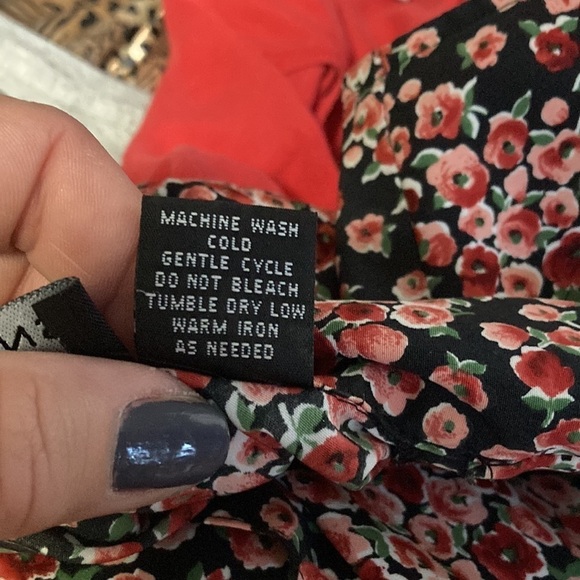 MACHINE WASH
COLD
GENTLE CYCLE
DO NOT BLEACH
TUMBLE DRY LOW
WARM IRON
AS NEEDED